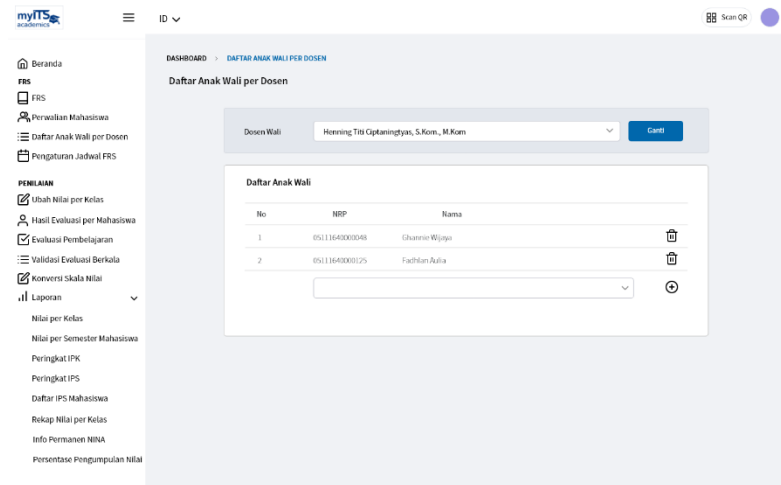 myITS
academics
ID
Scan QR
Beranda
FRS
FRS
Perwalian Mahasiswa
Daftar Anak Wali per Dosen
Pengaturan Jadwal FRS
PENILAIAN
Ubah Nilai per Kelas
Hasil Evaluasi per Mahasiswa
Evaluasi Pembelajaran
Validasi Evaluasi Berkala
Konversi Skala Nilai
Laporan
Nilai per Kelas
Nilai per Semester Mahasiswa
Peringkat IPK
Peringkat IPS
Daftar IPS Mahasiswa
Rekap Nilai per Kelas
Info Permanen NINA
Persentase Pengumpulan Nilai
DASHBOARD > DAFTAR ANAK WALI PER DOSEN
Daftar Anak Wali per Dosen
Dosen Wali Henning Titi Ciptaningtyas, S.Kom., M.Kom Ganti
Daftar Anak Wali
No NRP Nama
1 05111640000048 Ghannie Wijaya
2 05111640000125 Fadhlan Aulia